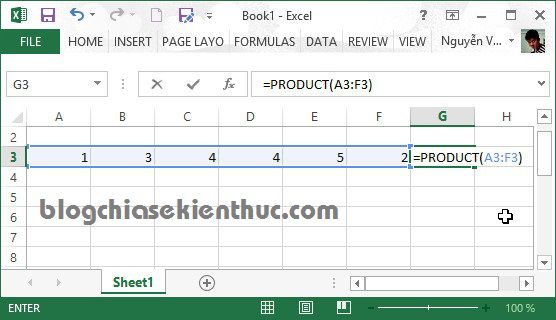 Book1 - Excel
FILE HOME INSERT PAGE LAYO FORMULAS DATA REVIEW VIEW Nguyễn V...
G3 fx =PRODUCT(A3:F3)
A B C D E F G H
2
3 1 3 4 4 5 2 =PRODUCT(A3:F3)
4
5
blogchiasekienthuc.com
6
7
8
Sheet1
ENTER 100 %